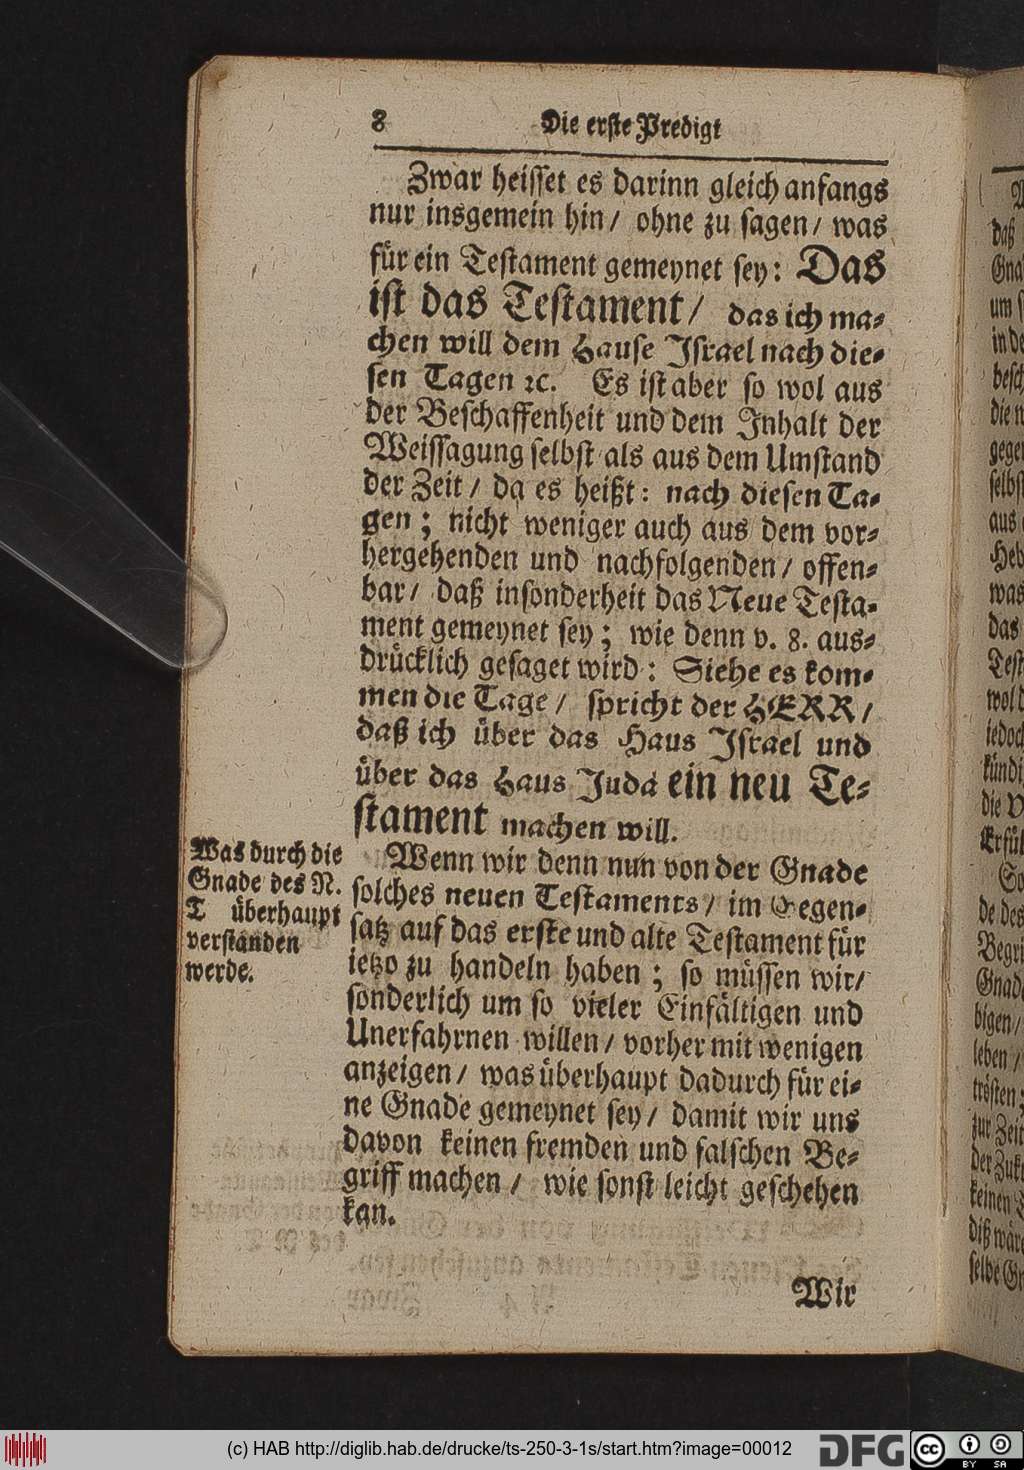 8 Die erste Predigt
Zwar heisset es darinn gleich anfangs
nur insgemein hin/ ohne zu sagen/ was
für ein Testament gemeynet sey: Das
ist das Testament/ das ich ma-
chen will dem Hause Israel nach die-
sen Tagen ꝛc. Es ist aber so wol aus
der Beschaffenheit und dem Inhalt der
Weissagung selbst als aus dem Umstand
der Zeit/ da es heißt: nach diesen Ta-
gen; nicht weniger auch aus dem vor-
hergehenden und nachfolgenden/ offen-
bar/ daß insonderheit das Neue Testa-
ment gemeynet sey; wie denn v. 8. aus-
drücklich gesaget wird: Siehe es kom-
men die Tage/ spricht der HERR/
daß ich über das Haus Israel und
über das Haus Juda ein neu Te-
stament machen will.
Was durch die
Gnade des N.
T überhaupt
verstanden
werde.
Wenn wir denn nun von der Gnade
solches neuen Testaments/ im Gegen-
satz auf das erste und alte Testament für
ietzo zu handeln haben; so müssen wir/
sonderlich um so vieler Einfältigen und
Unerfahrnen willen/ vorher mit wenigen
anzeigen/ was überhaupt dadurch für ei-
ne Gnade gemeynet sey/ damit wir uns
davon keinen fremden und falschen Be-
griff machen/ wie sonst leicht geschehen
kan.
Wir
(c) HAB http://diglib.hab.de/drucke/ts-250-3-1s/start.htm?image=00012
DFG
cc BY SA